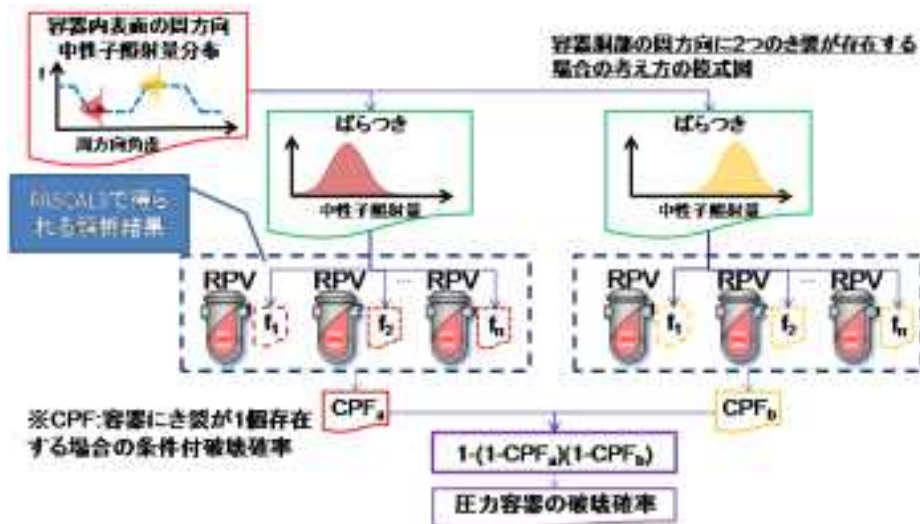 容器内表面の周方向
中性子照射量分布
f
周方向角度
容器胴部の周方向に2つのき裂が存在する
場合の考え方の模式図
ばらつき
中性子照射量
ばらつき
中性子照射量
PASCAL3で得ら
れる解析結果
RPV RPV ... RPV
f1 f2 fn
RPV RPV ... RPV
f1 f2 fn
CPFa
CPFb
※CPF:容器にき裂が1個存在
する場合の条件付破壊確率
1-(1-CPFa)(1-CPFb)
圧力容器の破壊確率